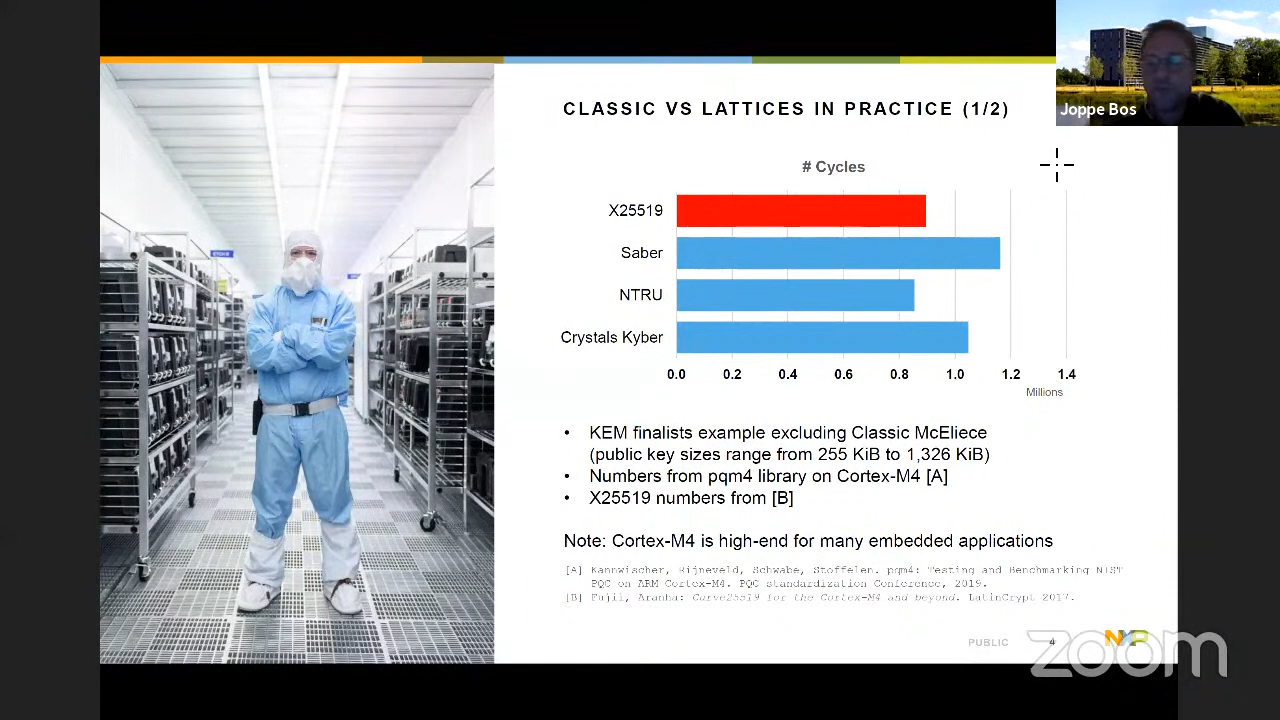 CLASSIC VS LATTICES IN PRACTICE (1/2)
Joppe Bos
# Cycles
X25519
Saber
NTRU
Crystals Kyber
0.0 0.2 0.4 0.6 0.8 1.0 1.2 1.4
Millions
• KEM finalists example excluding Classic McEliece
(public key sizes range from 255 KiB to 1,326 KiB)
• Numbers from pqm4 library on Cortex-M4 [A]
• X25519 numbers from [B]
Note: Cortex-M4 is high-end for many embedded applications
[A] Kannwischer, Rijneveld, Schwabe, Stoffelen. pqm4: Testing and Benchmarking NIST
PQC on ARM Cortex-M4. PQC standardization Conference, 2019.
[B] Fujii, Aranha: Curve25519 for the Cortex-M4 and beyond. LatinCrypt 2017.
PUBLIC 4 NXP
zoom